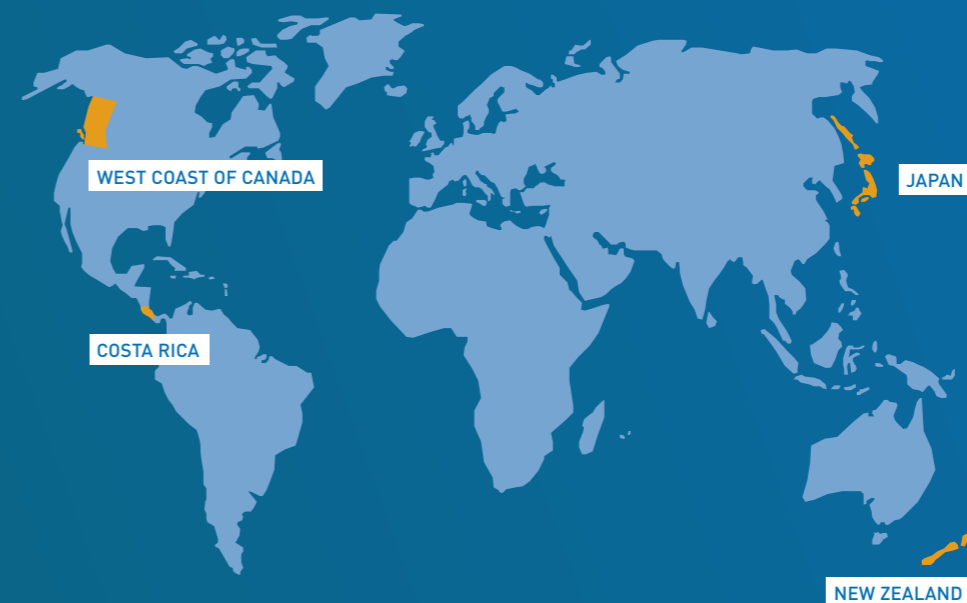 WEST COAST OF CANADA
JAPAN
COSTA RICA
NEW ZEALAND